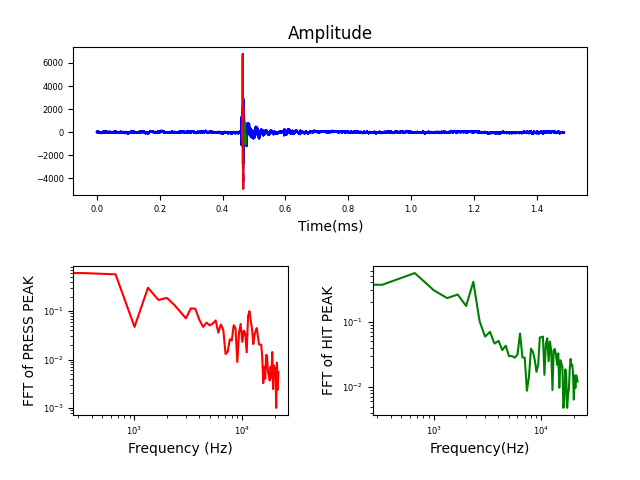 Amplitude
6000
4000
2000
0
−2000
−4000
0.0 0.2 0.4 0.6 0.8 1.0 1.2 1.4
Time(ms)
FFT of PRESS PEAK
10⁻¹
10⁻²
10⁻³
10³ 10⁴
Frequency (Hz)
FFT of HIT PEAK
10⁻¹
10⁻²
10³ 10⁴
Frequency(Hz)